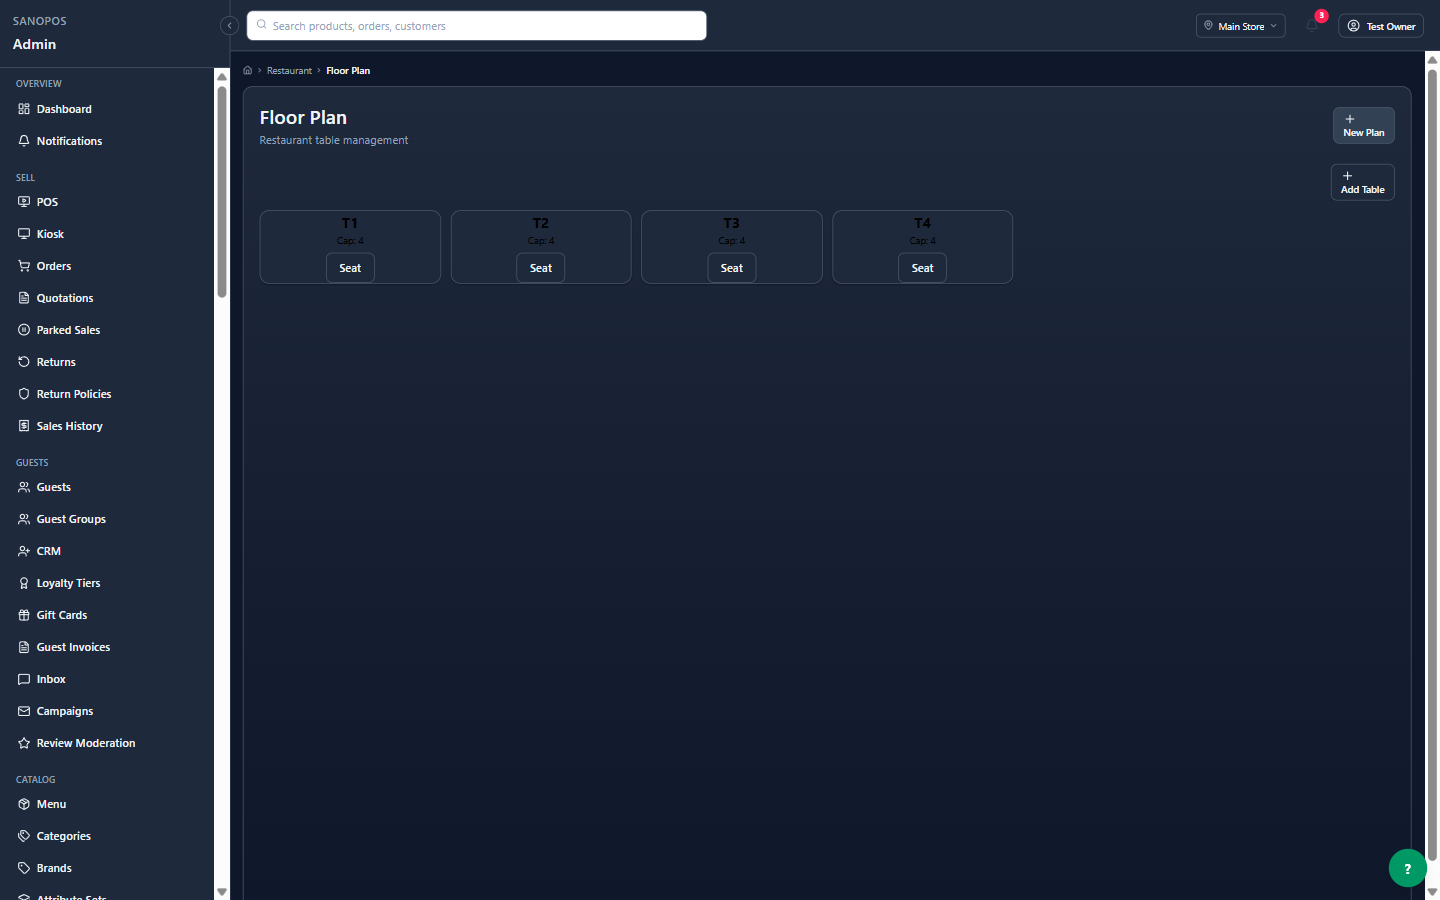 SANOPOS
Admin
Search products, orders, customers
Main Store
3
Test Owner
OVERVIEW
Dashboard
Notifications
SELL
POS
Kiosk
Orders
Quotations
Parked Sales
Returns
Return Policies
Sales History
GUESTS
Guests
Guest Groups
CRM
Loyalty Tiers
Gift Cards
Guest Invoices
Inbox
Campaigns
Review Moderation
CATALOG
Menu
Categories
Brands
Attribute Sets
Restaurant
Floor Plan
Floor Plan
Restaurant table management
New Plan
Add Table
T1
Cap: 4
Seat
T2
Cap: 4
Seat
T3
Cap: 4
Seat
T4
Cap: 4
Seat
?